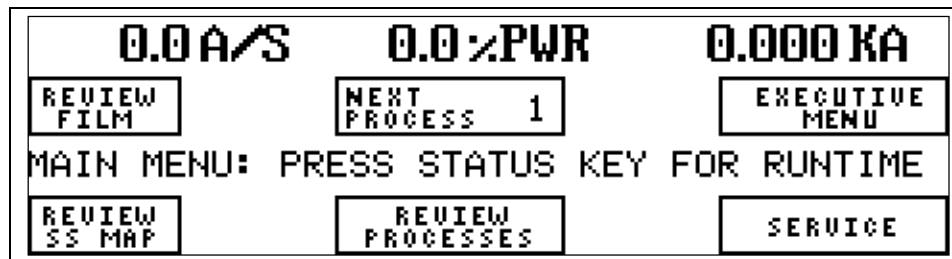 0.0 A/S 0.0 %PWR 0.000 KA
REVIEW FILM
NEXT PROCESS 1
EXECUTIVE MENU
MAIN MENU: PRESS STATUS KEY FOR RUNTIME
REVIEW SS MAP
REVIEW PROCESSES
SERVICE